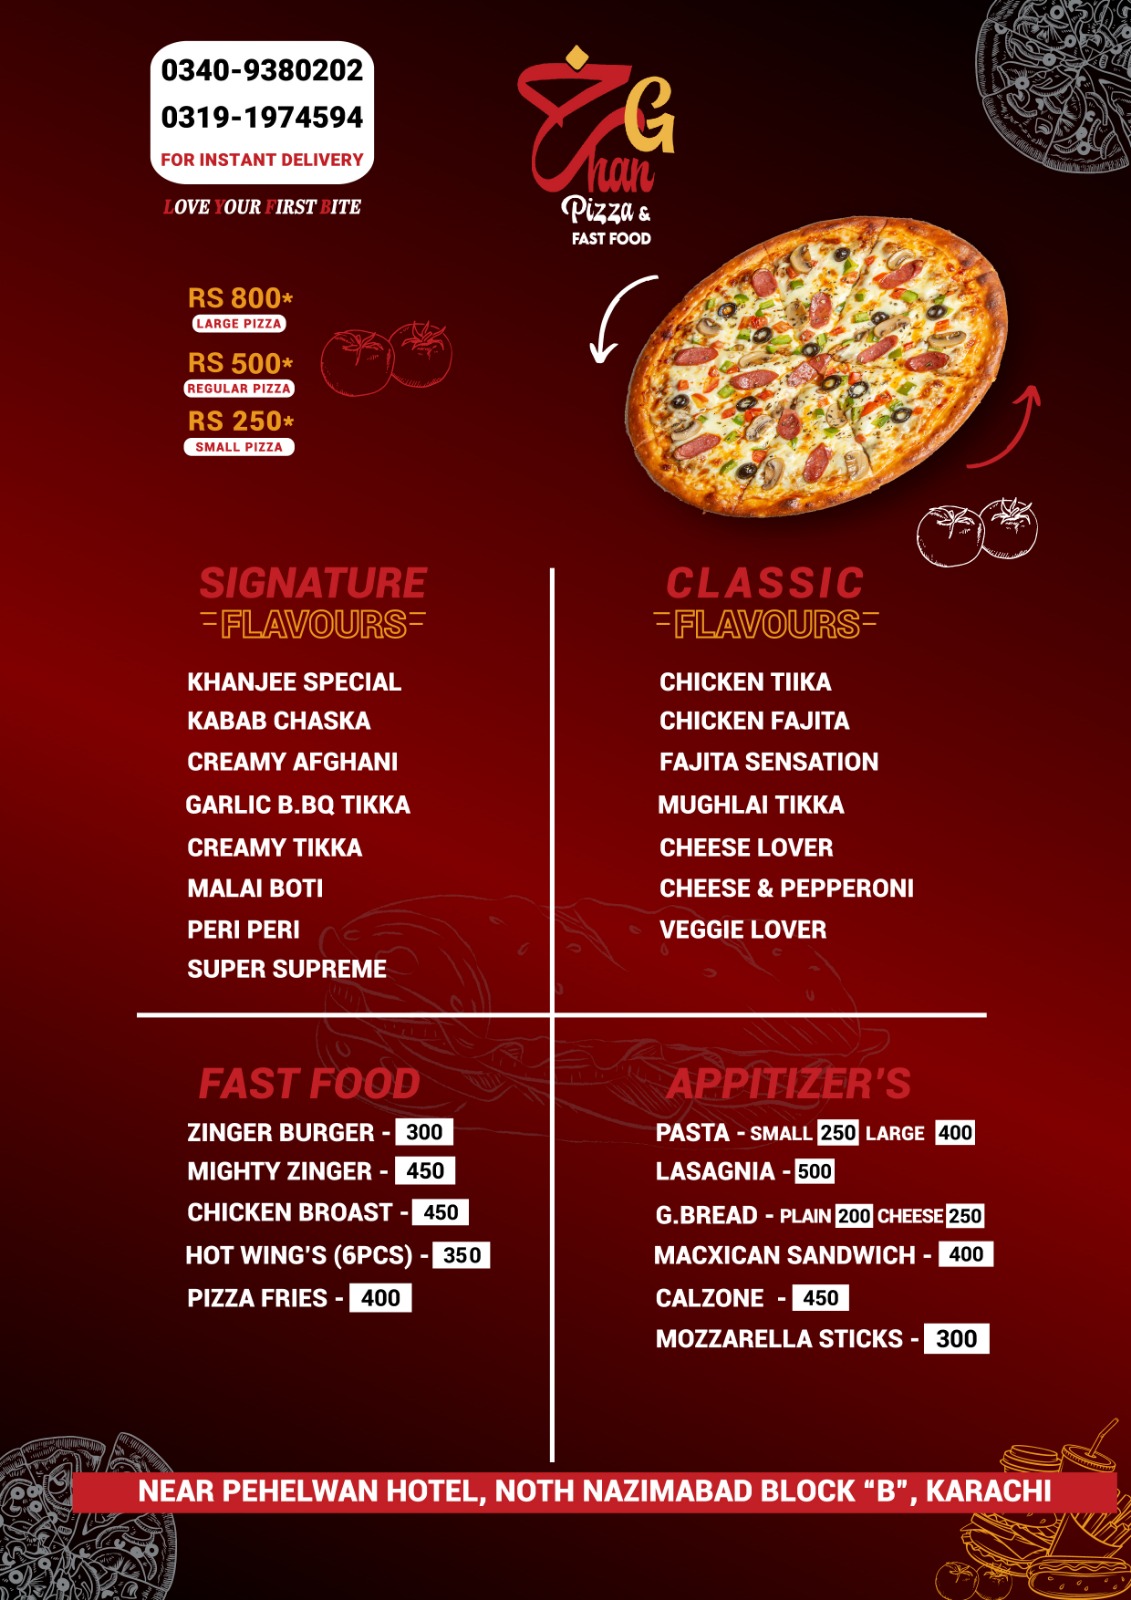 0340-9380202
0319-1974594
FOR INSTANT DELIVERY
LOVE YOUR FIRST BITE
G
han
Pizza &
FAST FOOD
RS 800*
LARGE PIZZA
RS 500*
REGULAR PIZZA
RS 250*
SMALL PIZZA
SIGNATURE
FLAVOURS
KHANJEE SPECIAL
KABAB CHASKA
CREAMY AFGHANI
GARLIC B.BQ TIKKA
CREAMY TIKKA
MALAI BOTI
PERI PERI
SUPER SUPREME
CLASSIC
FLAVOURS
CHICKEN TIIKA
CHICKEN FAJITA
FAJITA SENSATION
MUGHLAI TIKKA
CHEESE LOVER
CHEESE & PEPPERONI
VEGGIE LOVER
FAST FOOD
ZINGER BURGER - 300
MIGHTY ZINGER - 450
CHICKEN BROAST - 450
HOT WING'S (6PCS) - 350
PIZZA FRIES - 400
APPITIZER'S
PASTA - SMALL 250 LARGE 400
LASAGNIA - 500
G.BREAD - PLAIN 200 CHEESE 250
MACXICAN SANDWICH - 400
CALZONE - 450
MOZZARELLA STICKS - 300
NEAR PEHELWAN HOTEL, NOTH NAZIMABAD BLOCK “B”, KARACHI